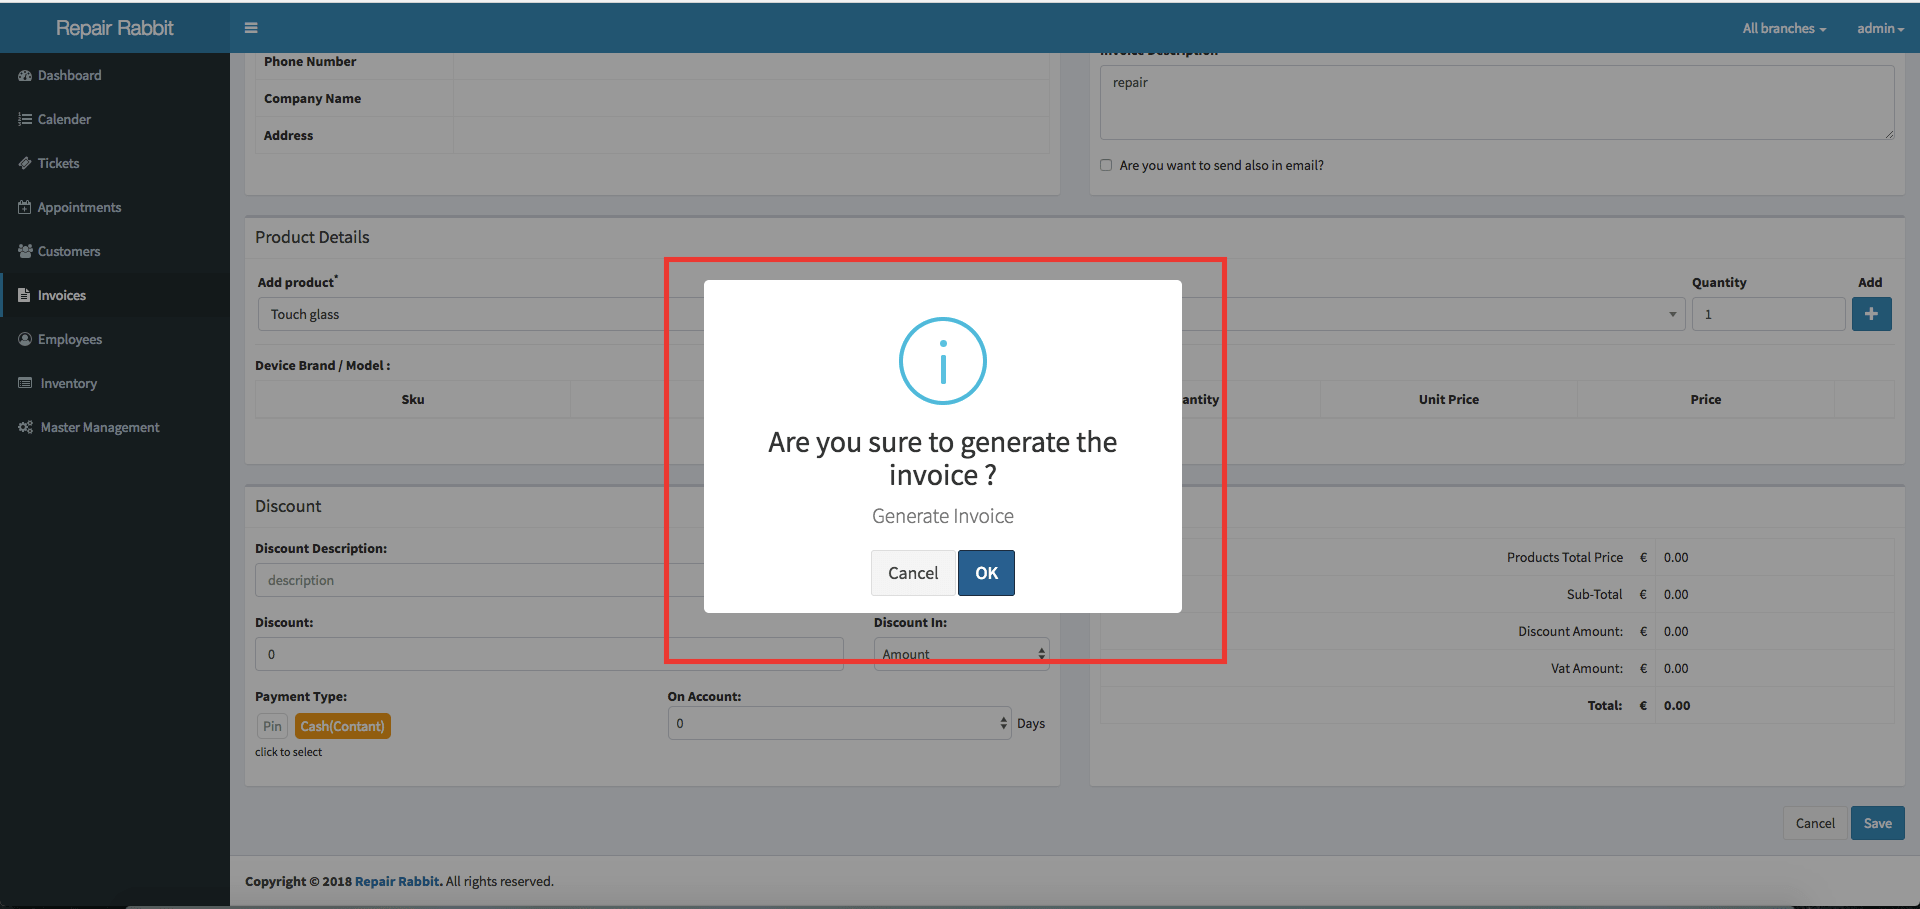 Repair Rabbit
All branches
admin
Dashboard
Calender
Tickets
Appointments
Customers
Invoices
Employees
Inventory
Master Management
Phone Number
Company Name
Address
Invoice Description
repair
Are you want to send also in email?
Product Details
Add product*
Touch glass
Quantity
1
Add
Device Brand / Model :
Sku
antity
Unit Price
Price
Are you sure to generate the
invoice ?
Generate Invoice
Cancel
OK
Discount
Discount Description:
description
Discount:
0
Discount In:
Amount
Payment Type:
Pin
Cash(Contant)
click to select
On Account:
0
Days
Products Total Price € 0.00
Sub-Total € 0.00
Discount Amount: € 0.00
Vat Amount: € 0.00
Total: € 0.00
Cancel
Save
Copyright © 2018 Repair Rabbit. All rights reserved.